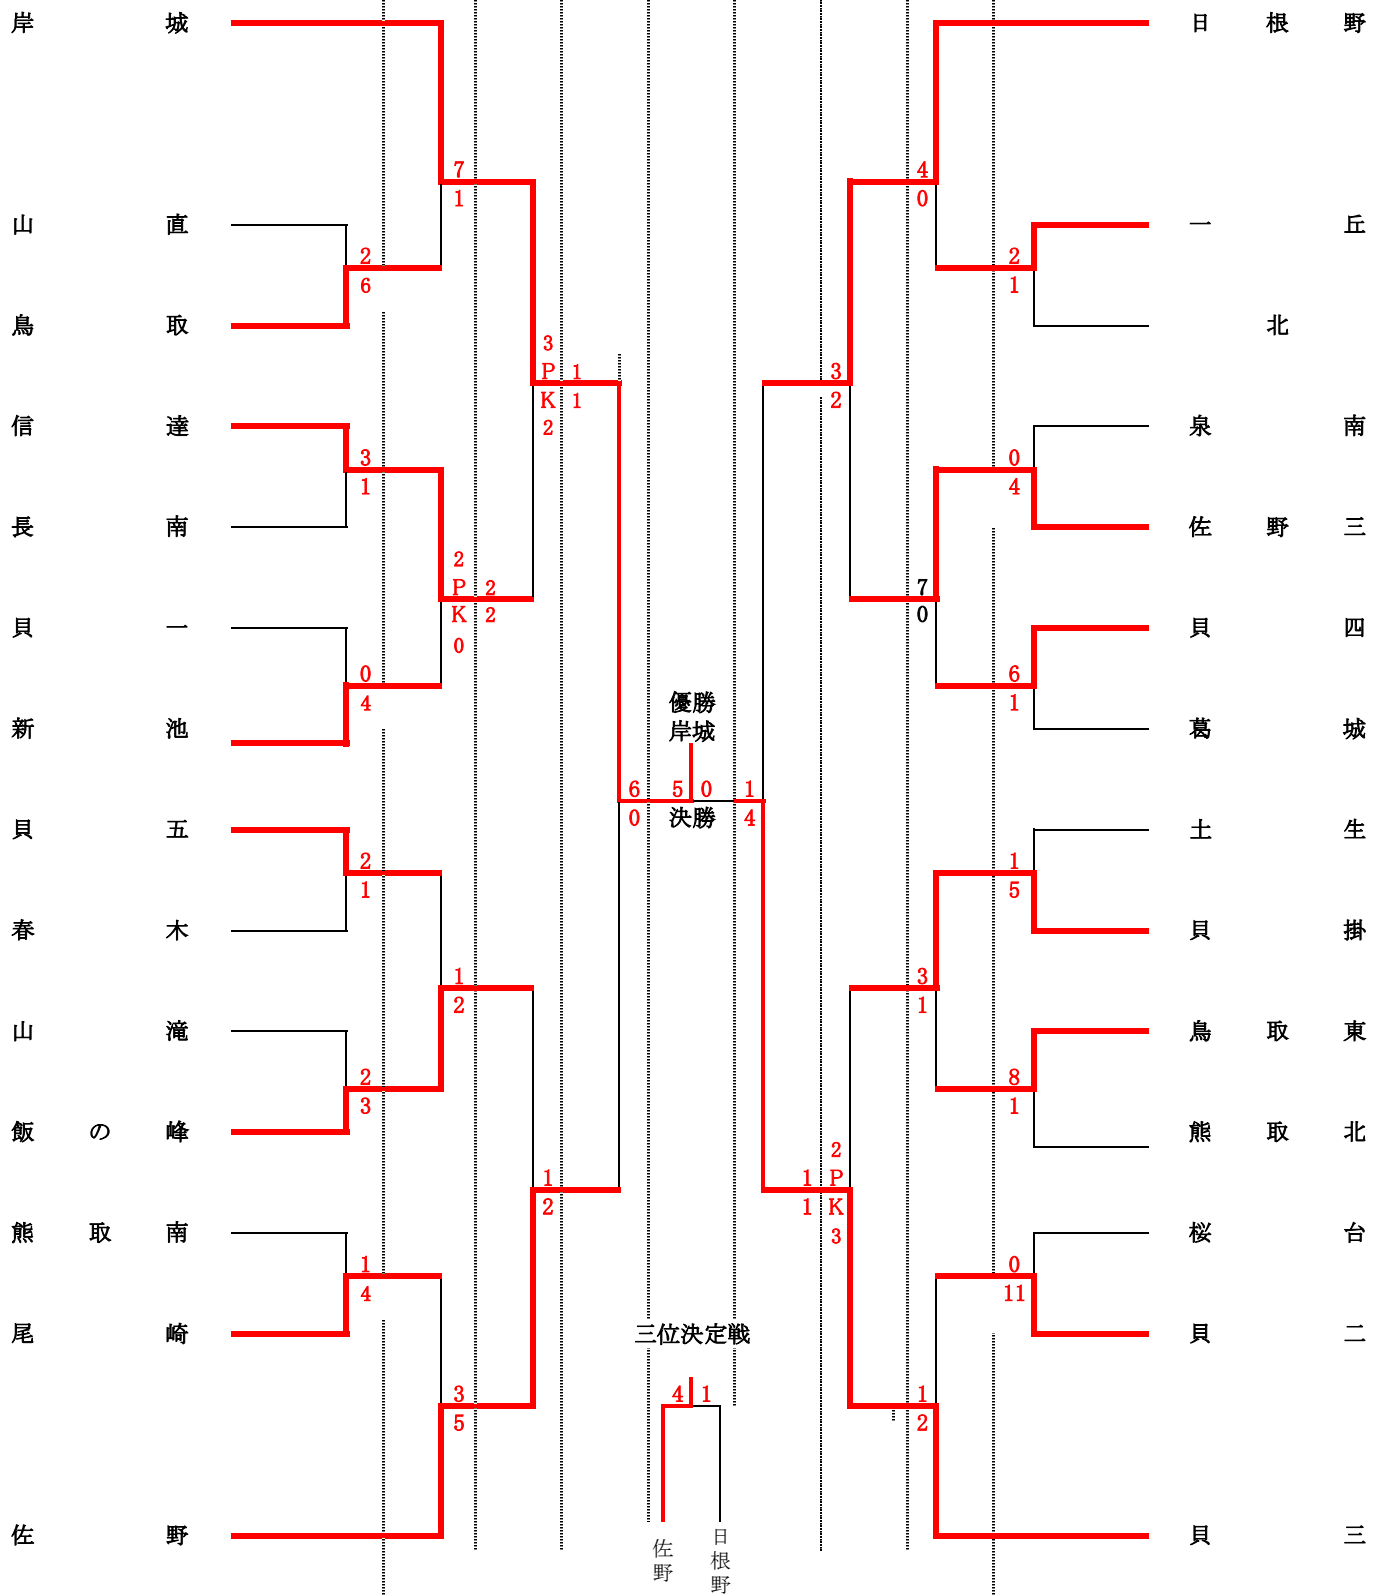 岸城
日根野
7
1
4
0
山直
一丘
2
6
2
1
鳥取
北
3
PK
2
1
1
3
2
信達
泉南
3
1
0
4
長南
佐野三
2
PK
0
2
2
7
0
貝一
貝四
0
4
6
1
新池
葛城
優勝
岸城
6
0
5
0
1
4
決勝
貝五
土生
2
1
1
5
春木
貝掛
1
2
3
1
山滝
鳥取東
2
3
8
1
飯の峰
熊取北
1
2
1
1
2
PK
3
熊取南
桜台
1
4
0
11
尾崎
貝二
三位決定戦
4
1
3
5
1
2
佐野
貝三
佐野
日根野